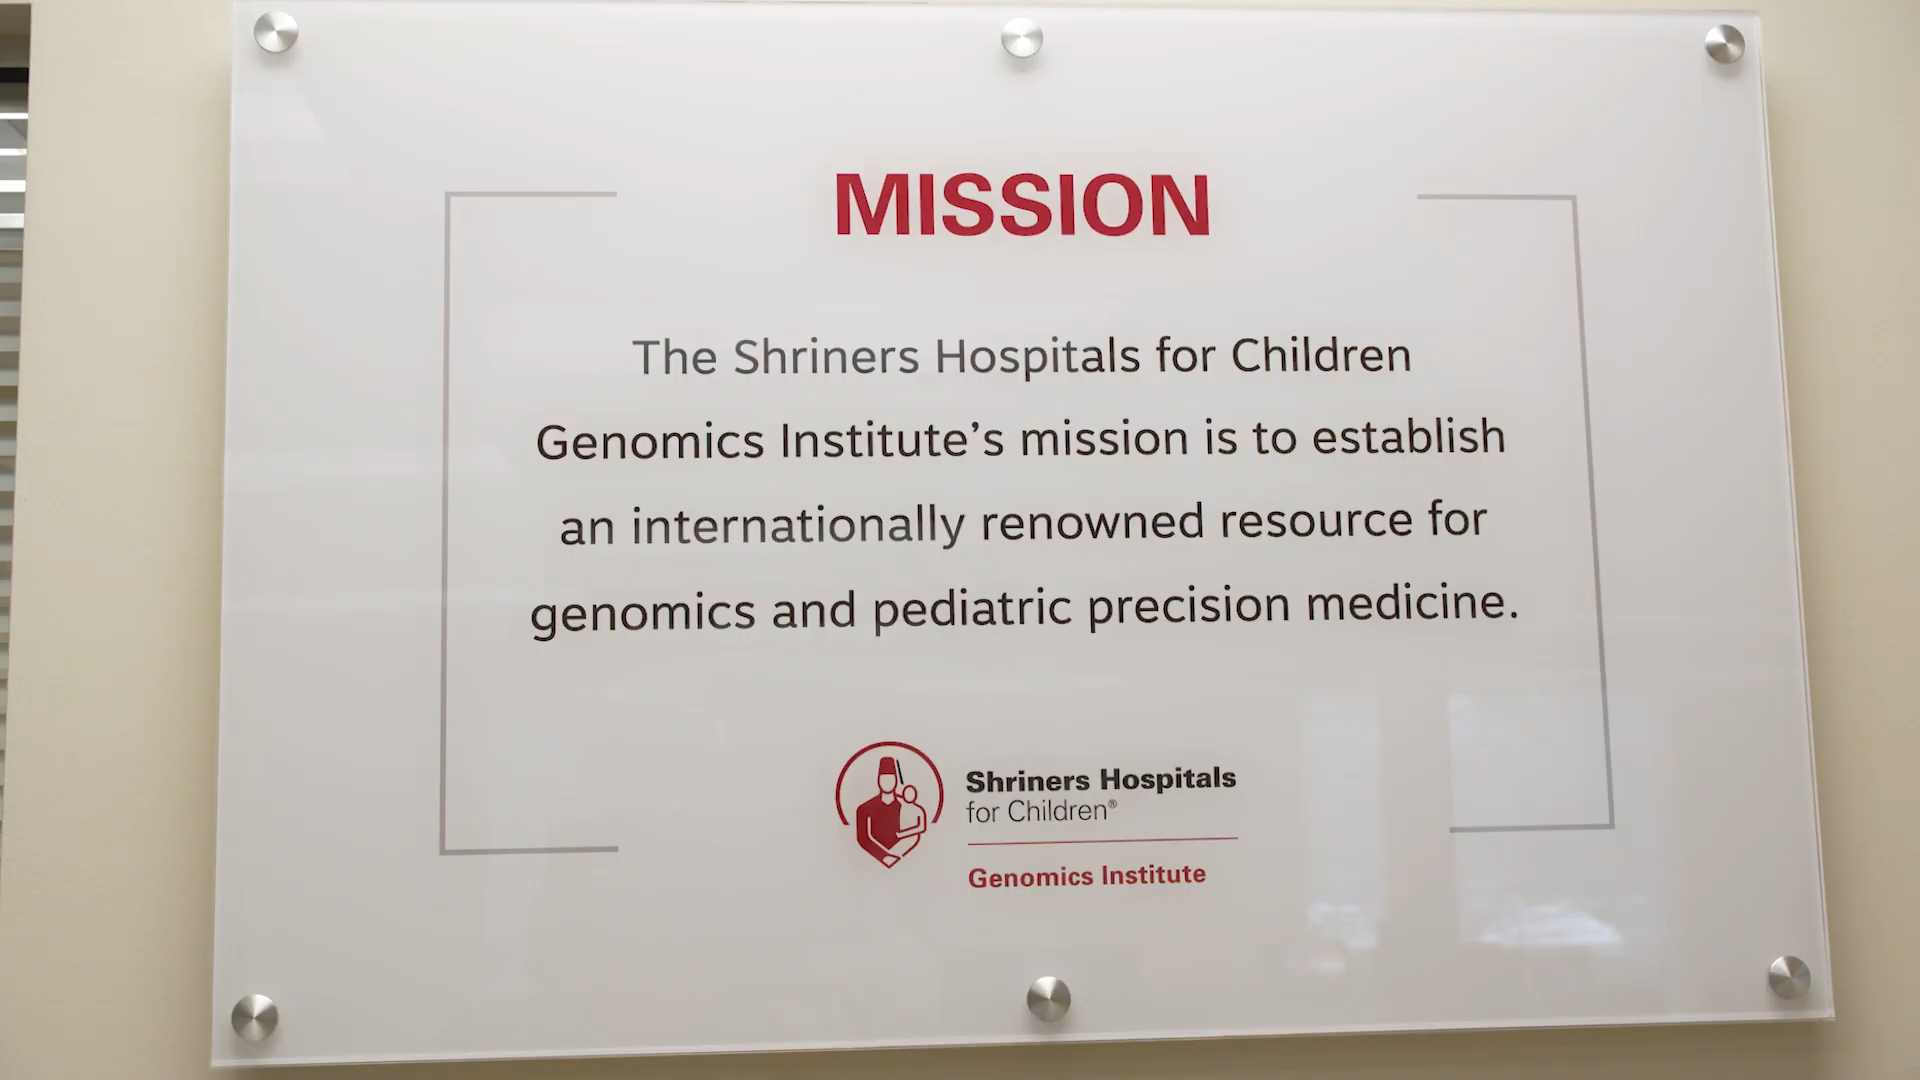 MISSION
The Shriners Hospitals for Children
Genomics Institute’s mission is to establish
an internationally renowned resource for
genomics and pediatric precision medicine.
Shriners Hospitals
for Children®
Genomics Institute